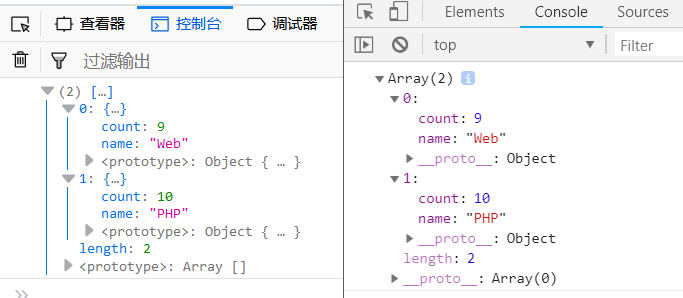 查看器 控制台 调试器
过滤输出
(2) […]
0: {…}
count: 9
name: "Web"
<prototype>: Object { … }
1: {…}
count: 10
name: "PHP"
<prototype>: Object { … }
length: 2
<prototype>: Array []
Elements Console Sources
top Filter
Array(2) i
0:
count: 9
name: "Web"
__proto__: Object
1:
count: 10
name: "PHP"
__proto__: Object
length: 2
__proto__: Array(0)